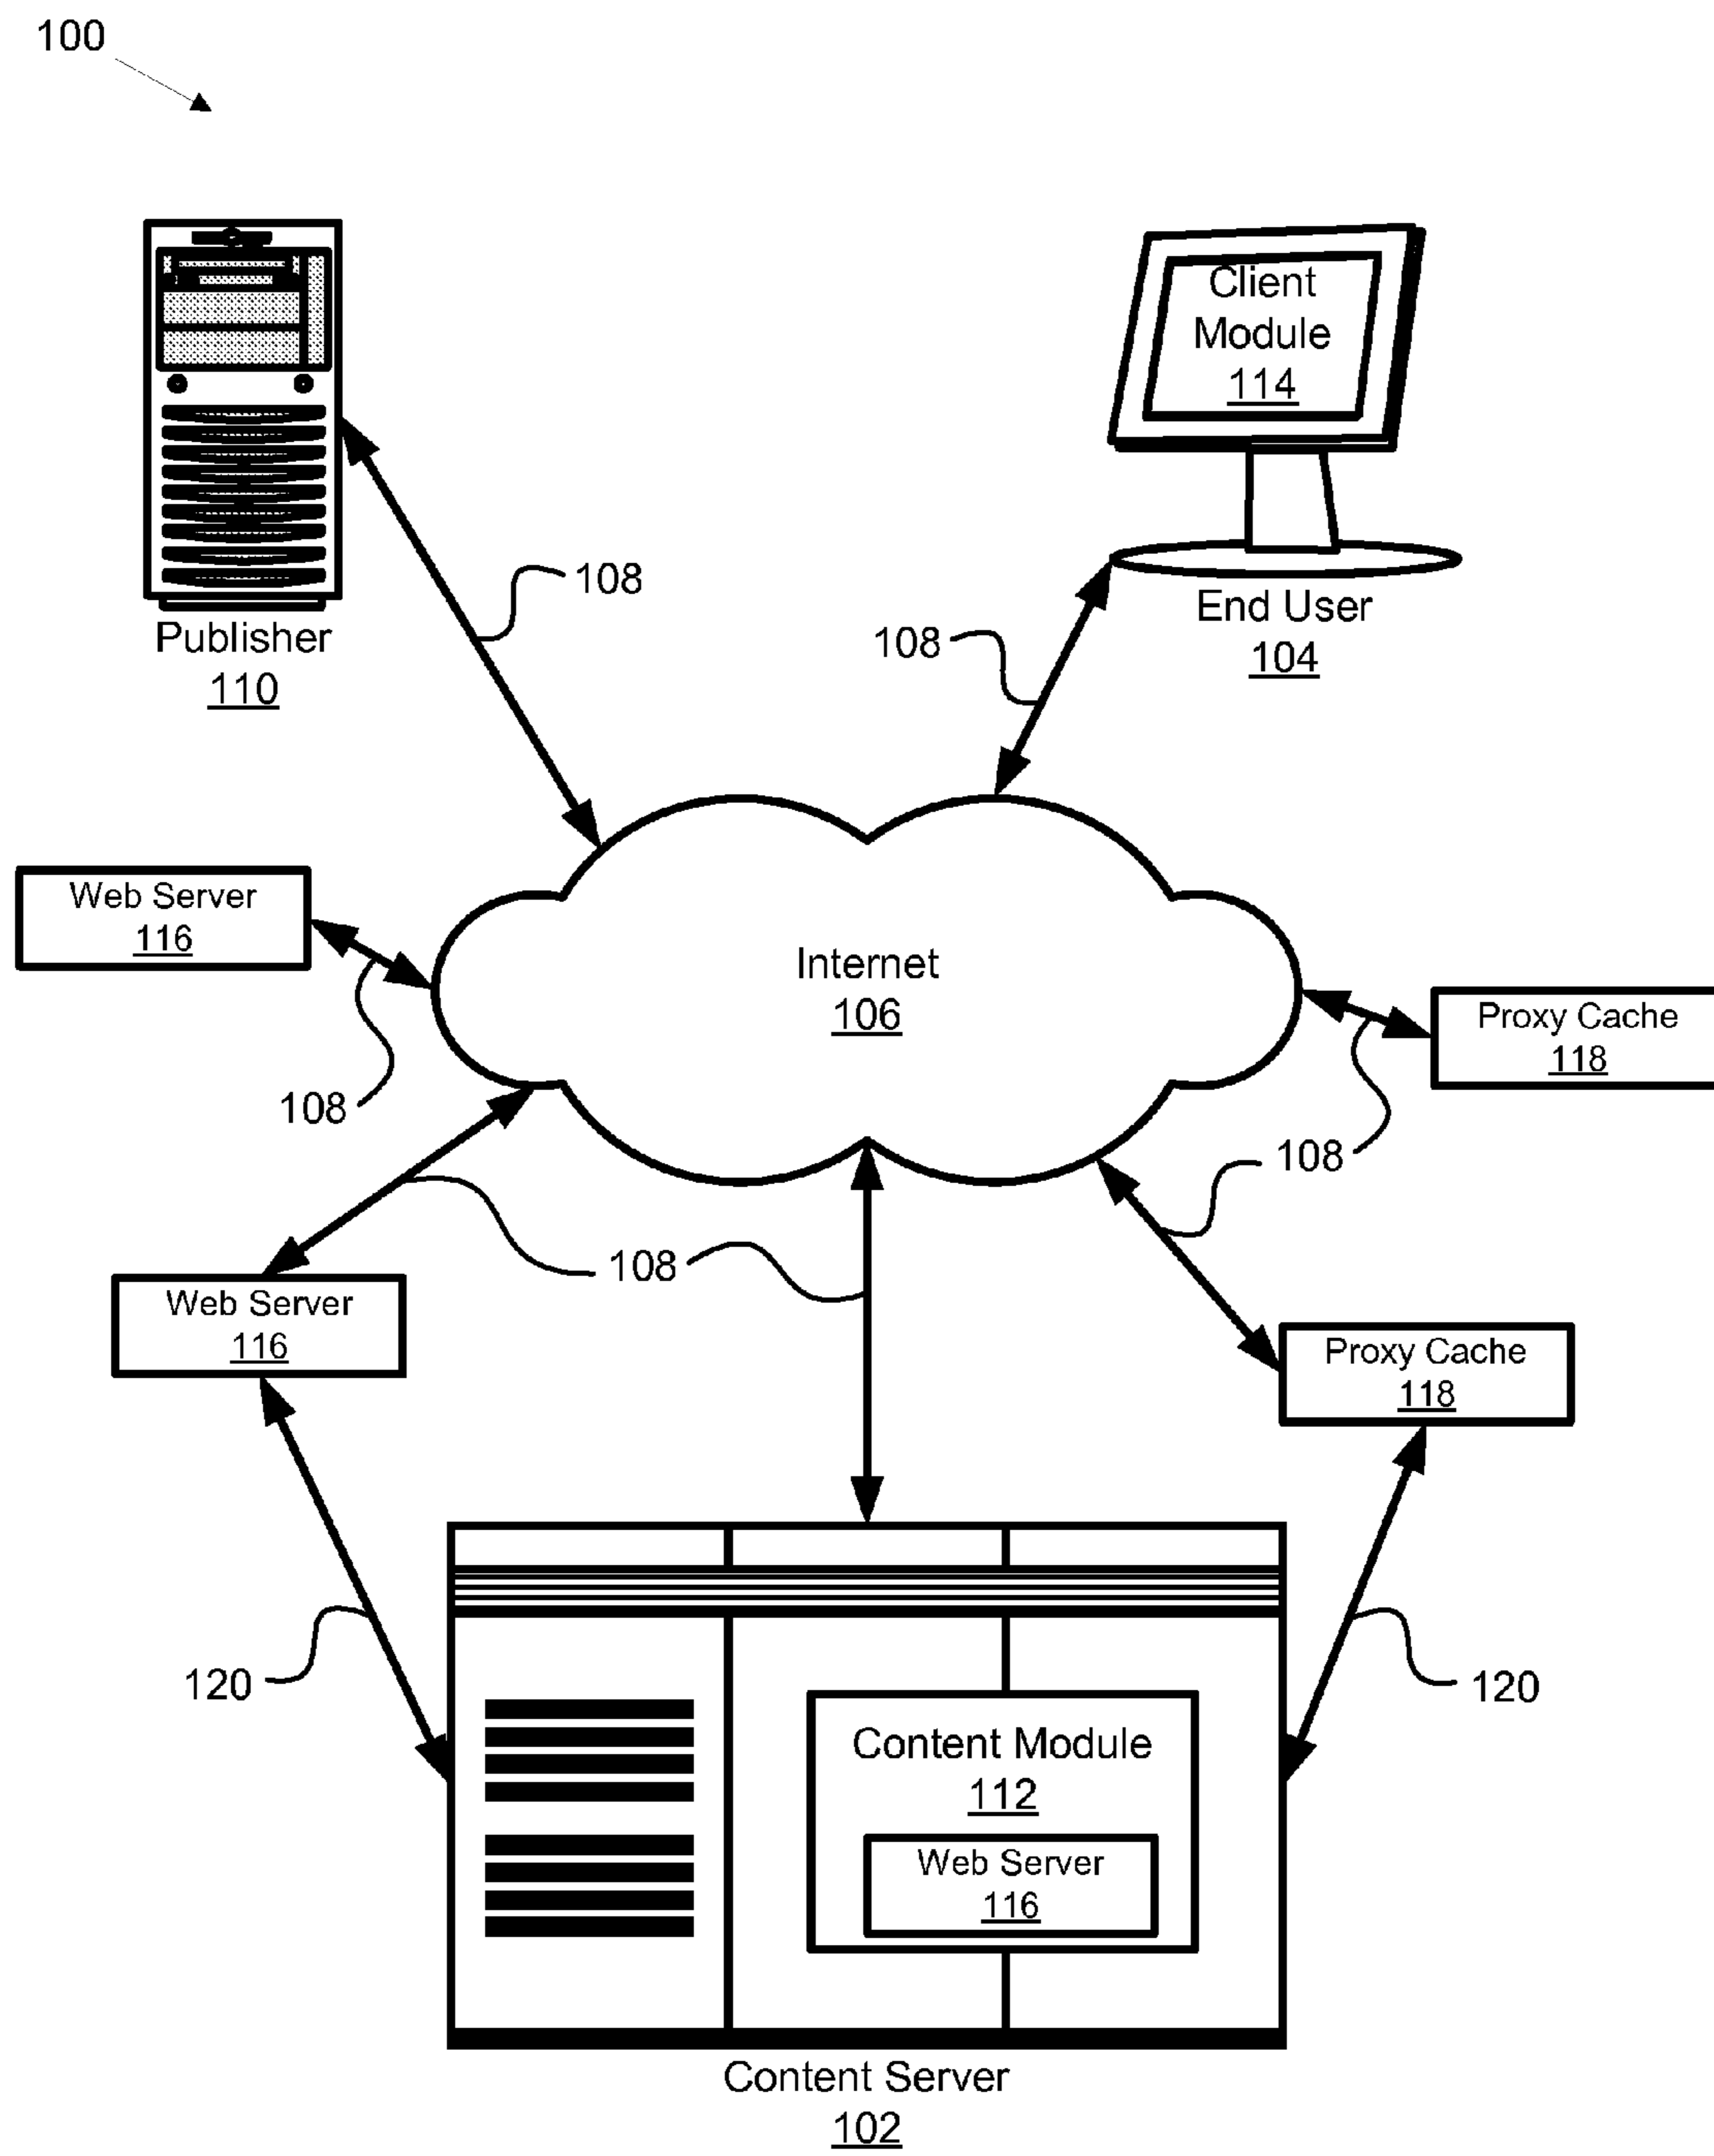 100
Client
Module
114
108
Publisher
110
End User
104
108
Web Server
116
Internet
106
Proxy Cache
118
108
108
108
Web Server
116
Proxy Cache
118
120
120
Content Module
112
Web Server
116
Content Server
102